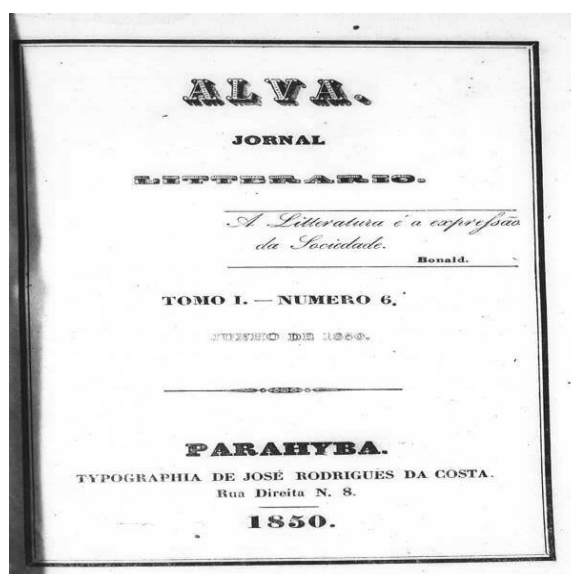 ALVA.
JORNAL
LITTERARIO.
A Litteratura é a expressão
da Sociedade.
Bonald.
TOMO I. — NUMERO 6.
JUNHO DE 1850.
PARAHYBA.
TYPOGRAPHIA DE JOSÉ RODRIGUES DA COSTA.
Rua Direita N. 8.
1850.